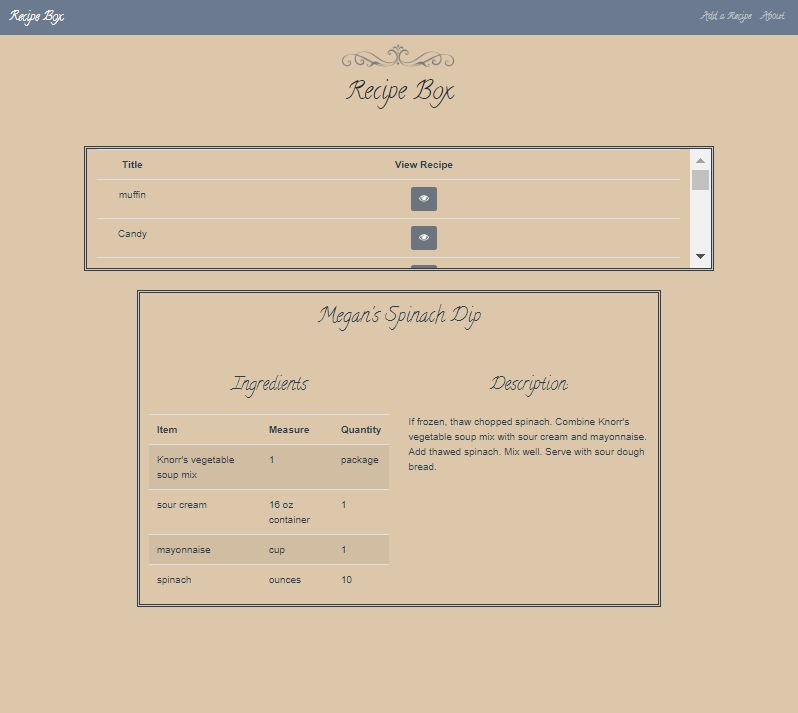 Recipe Box Add a Recipe About
Recipe Box
Title View Recipe
muffin
Candy
Megan's Spinach Dip
Ingredients
Item Measure Quantity
Knorr's vegetable 1 package
soup mix
sour cream 16 oz 1
container
mayonnaise cup 1
spinach ounces 10
Description:
If frozen, thaw chopped spinach. Combine Knorr's
vegetable soup mix with sour cream and mayonnaise.
Add thawed spinach. Mix well. Serve with sour dough
bread.